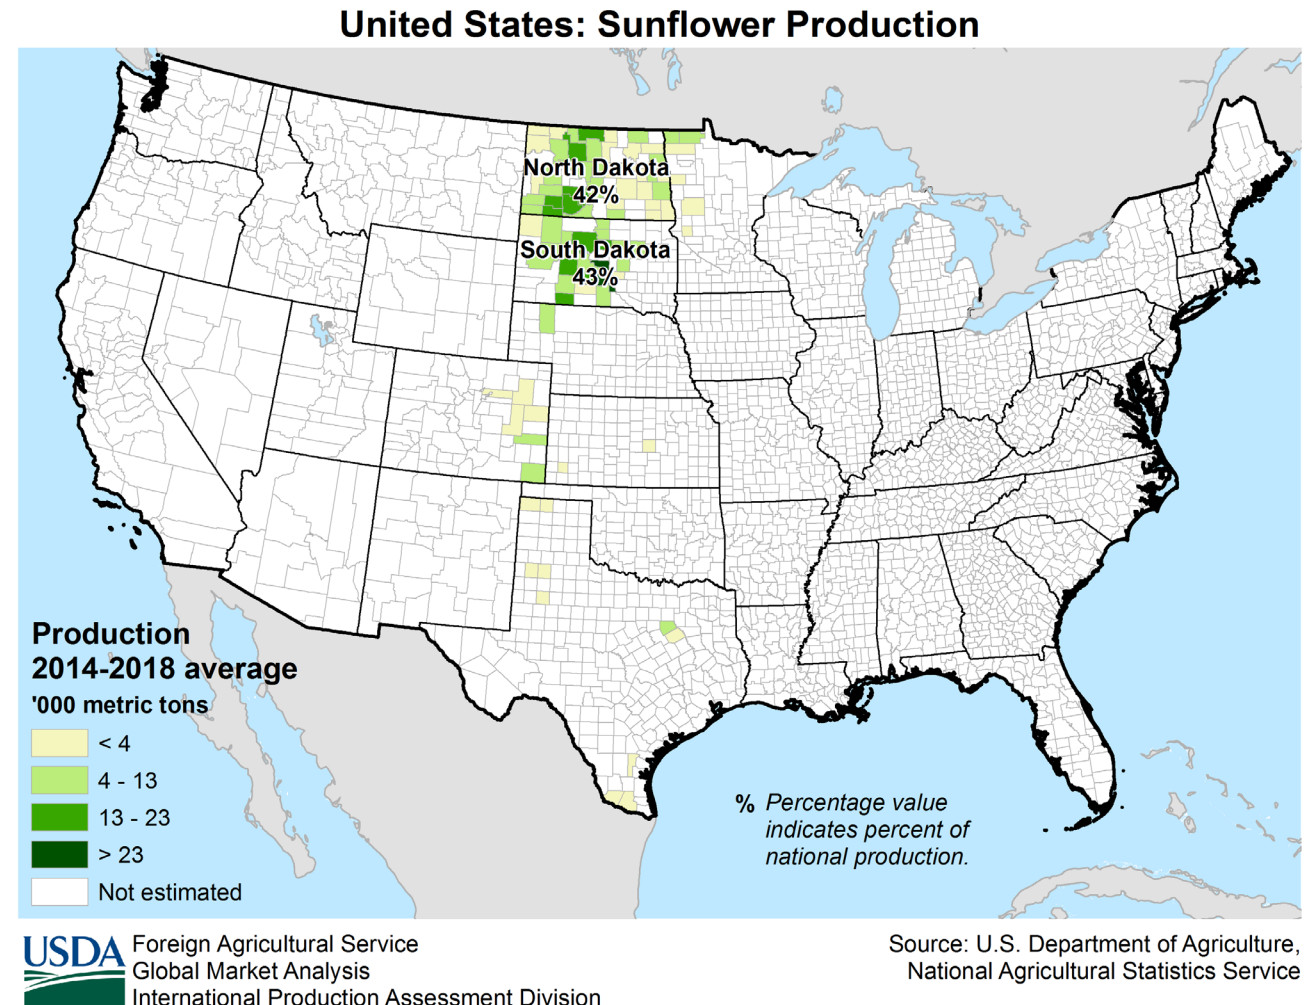 United States: Sunflower Production
North Dakota
42%
South Dakota
43%
Production
2014-2018 average
'000 metric tons
< 4
4 - 13
13 - 23
> 23
Not estimated
% Percentage value
indicates percent of
national production.
USDA
Foreign Agricultural Service
Global Market Analysis
International Production Assessment Division
Source: U.S. Department of Agriculture,
National Agricultural Statistics Service